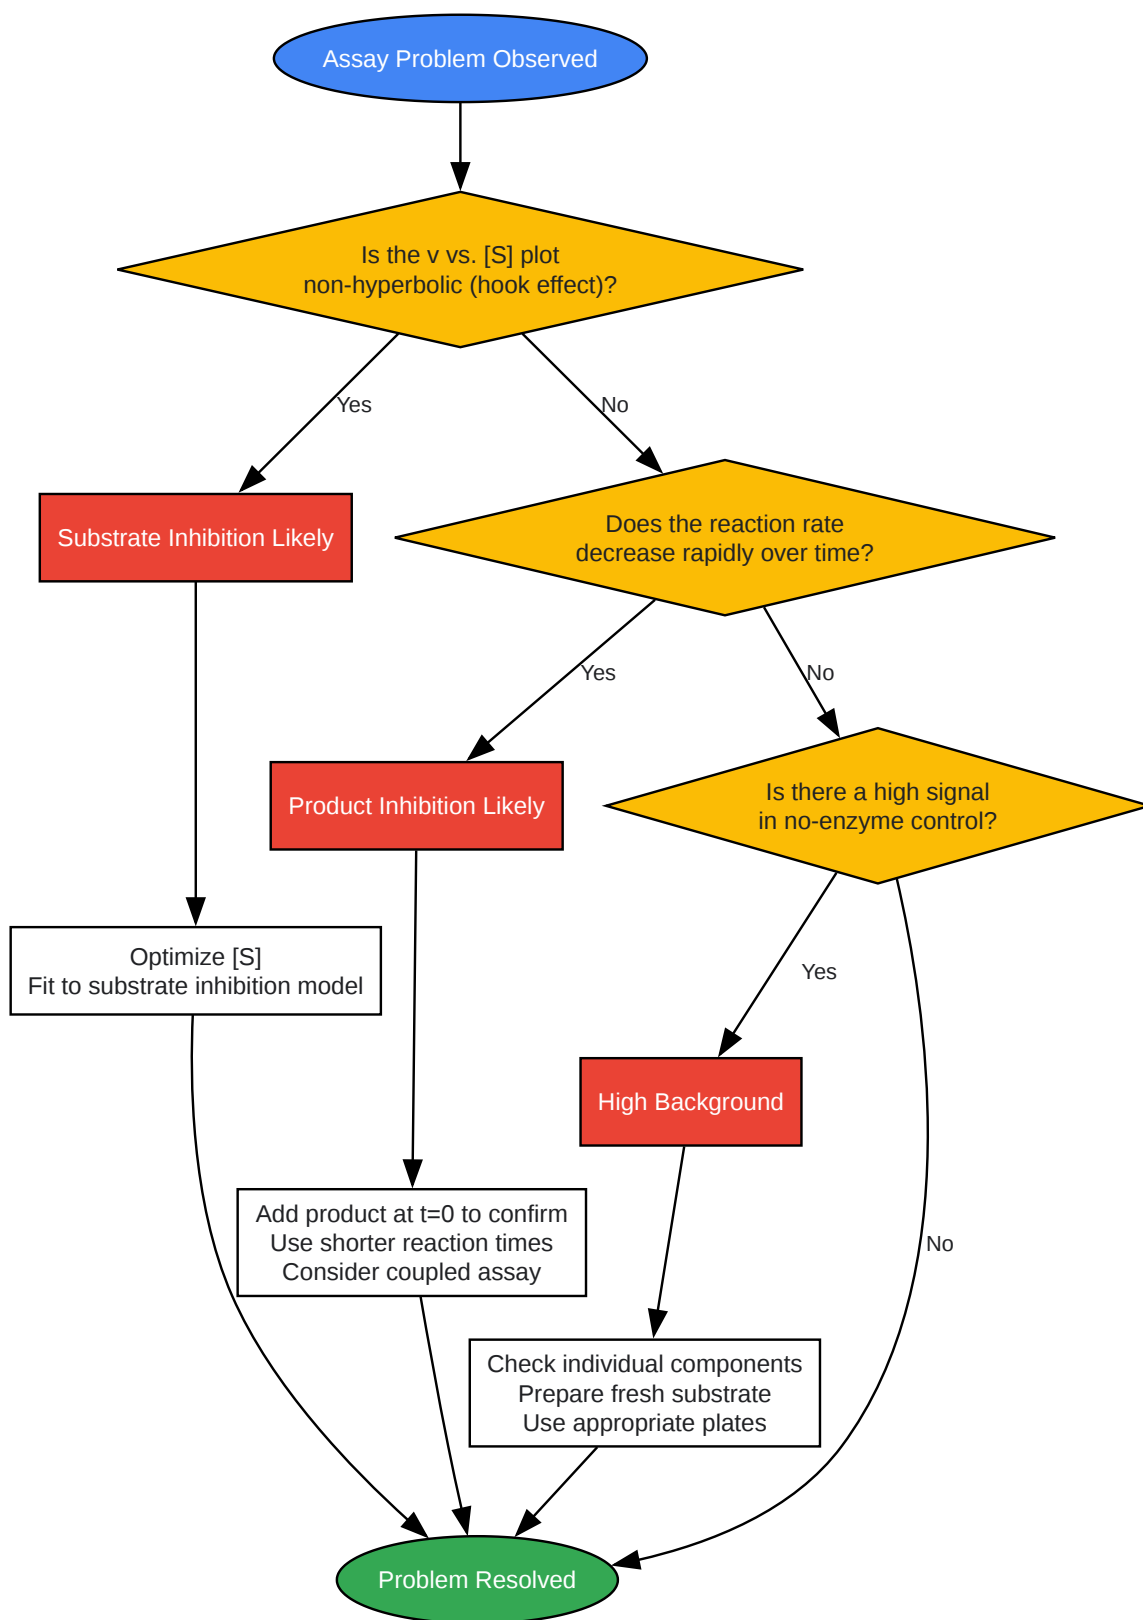 Assay Problem Observed
Is the v vs. [S] plot
non-hyperbolic (hook effect)?
Yes
No
Substrate Inhibition Likely
Does the reaction rate
decrease rapidly over time?
Yes
No
Product Inhibition Likely
Is there a high signal
in no-enzyme control?
Optimize [S]
Fit to substrate inhibition model
Yes
High Background
Add product at t=0 to confirm
Use shorter reaction times
Consider coupled assay
No
Check individual components
Prepare fresh substrate
Use appropriate plates
Problem Resolved